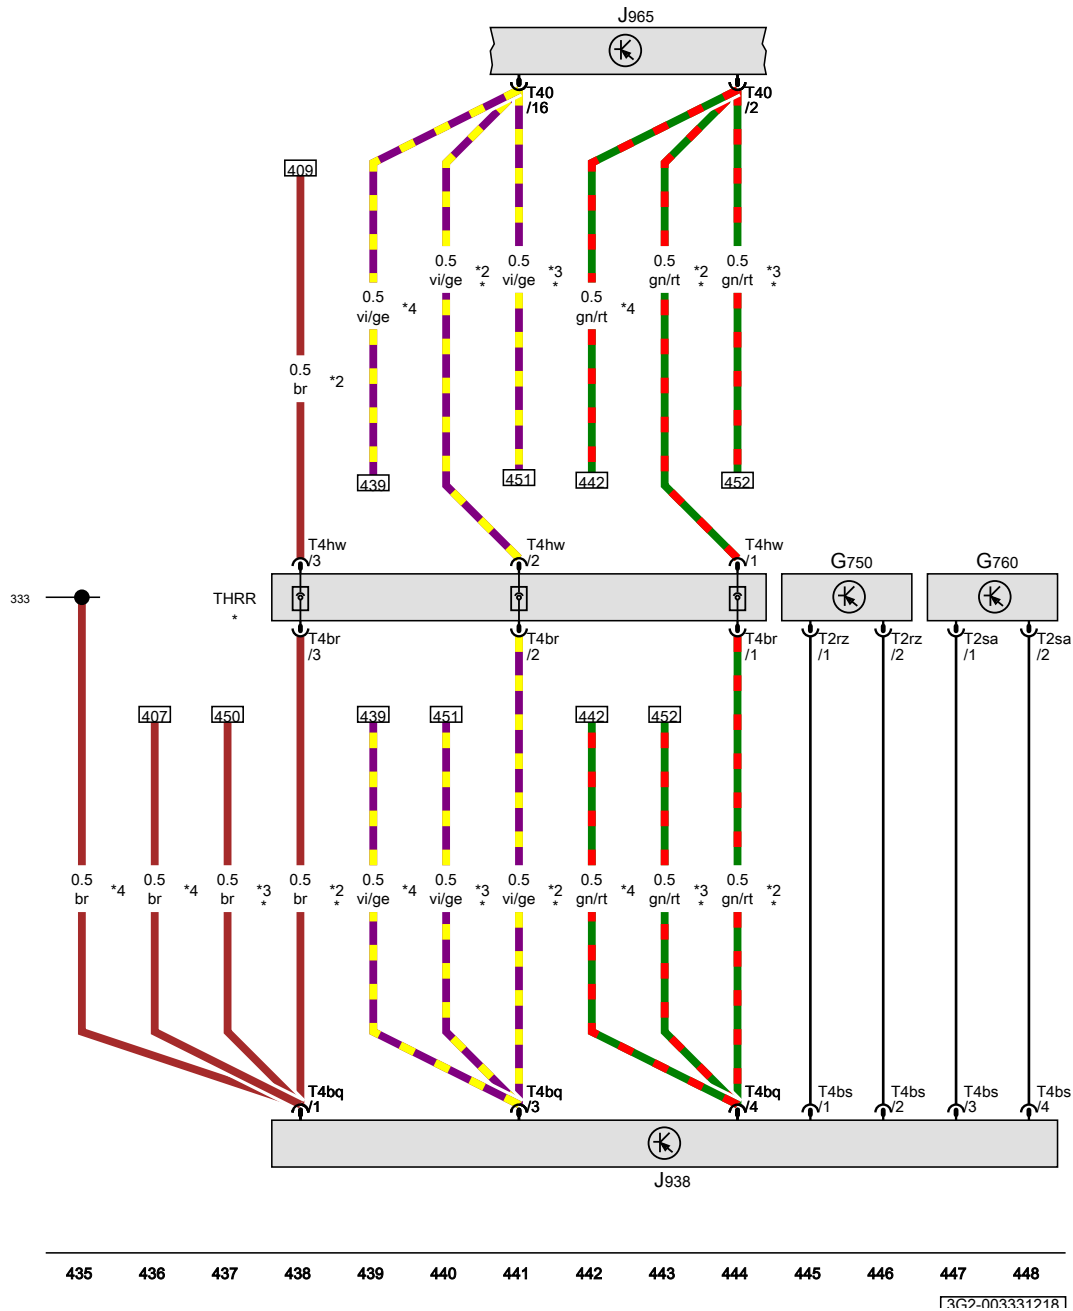 J965
T40 T40
/16 /2
409
0.5 *2 0.5 *3 0.5 *2 0.5 *3
vi/ge * vi/ge * gn/rt * gn/rt *
0.5 *4 0.5 *4
vi/ge gn/rt
0.5 *2
br
439 451 442 452
T4hw T4hw T4hw
/3 /2 /1
G750 G760
333 THRR
*
T4br T4br T4br T2rz T2rz T2sa T2sa
/3 /2 /1 /1 /2 /1 /2
407 450 439 451 442 452
0.5 *4 0.5 *4 0.5 *3 0.5 *2 0.5 *4 0.5 *3 0.5 *2 0.5 *4 0.5 *3 0.5 *2
br br br * br * vi/ge vi/ge * vi/ge * gn/rt gn/rt * gn/rt *
T4bq T4bq T4bq T4bs T4bs T4bs T4bs
/1 /3 /4 /1 /2 /3 /4
J938
435 436 437 438 439 440 441 442 443 444 445 446 447 448
3G2-003331218